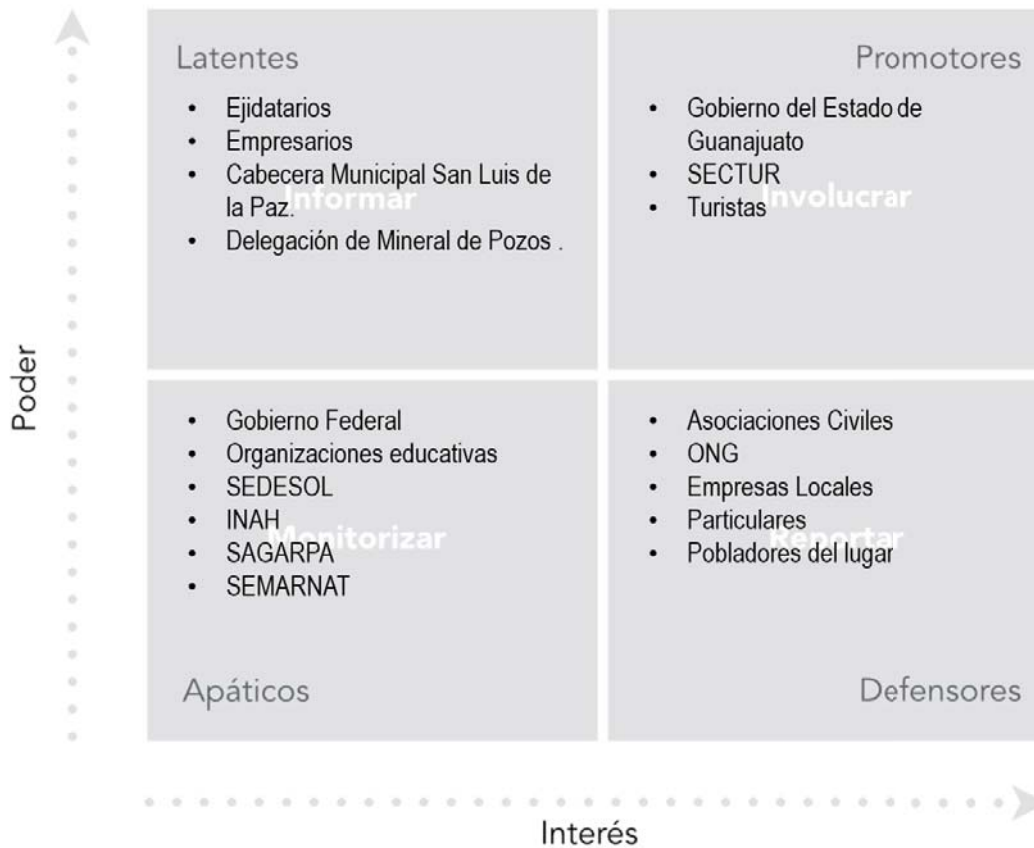 Latentes
• Ejidatarios
• Empresarios
• Cabecera Municipal San Luis de
la Paz.
• Delegación de Mineral de Pozos .
Informar
Promotores
• Gobierno del Estado de
Guanajuato
• SECTUR
• Turistas
Involucrar
Poder
• Gobierno Federal
• Organizaciones educativas
• SEDESOL
• INAH
• SAGARPA
• SEMARNAT
Monitorizar
Apáticos
• Asociaciones Civiles
• ONG
• Empresas Locales
• Particulares
• Pobladores del lugar
Reportar
Defensores
Interés